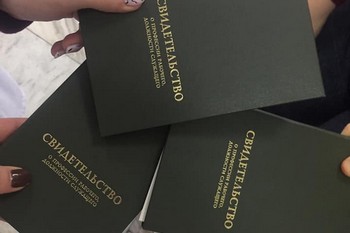 СВИДЕТЕЛЬСТВО
О ПРОФЕССИИ РАБОЧЕГО,
ДОЛЖНОСТИ СЛУЖАЩЕГО
СВИДЕТЕЛЬСТВО
О ПРОФЕССИИ РАБОЧЕГО,
ДОЛЖНОСТИ СЛУЖАЩЕГО
СВИДЕТЕЛЬСТВО
О ПРОФЕССИИ РАБОЧЕГО,
ДОЛЖНОСТИ СЛУЖАЩЕГО